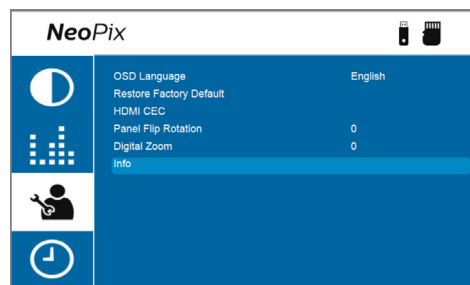 NeoPix
OSD Language English
Restore Factory Default
HDMI CEC
Panel Flip Rotation 0
Digital Zoom 0
Info